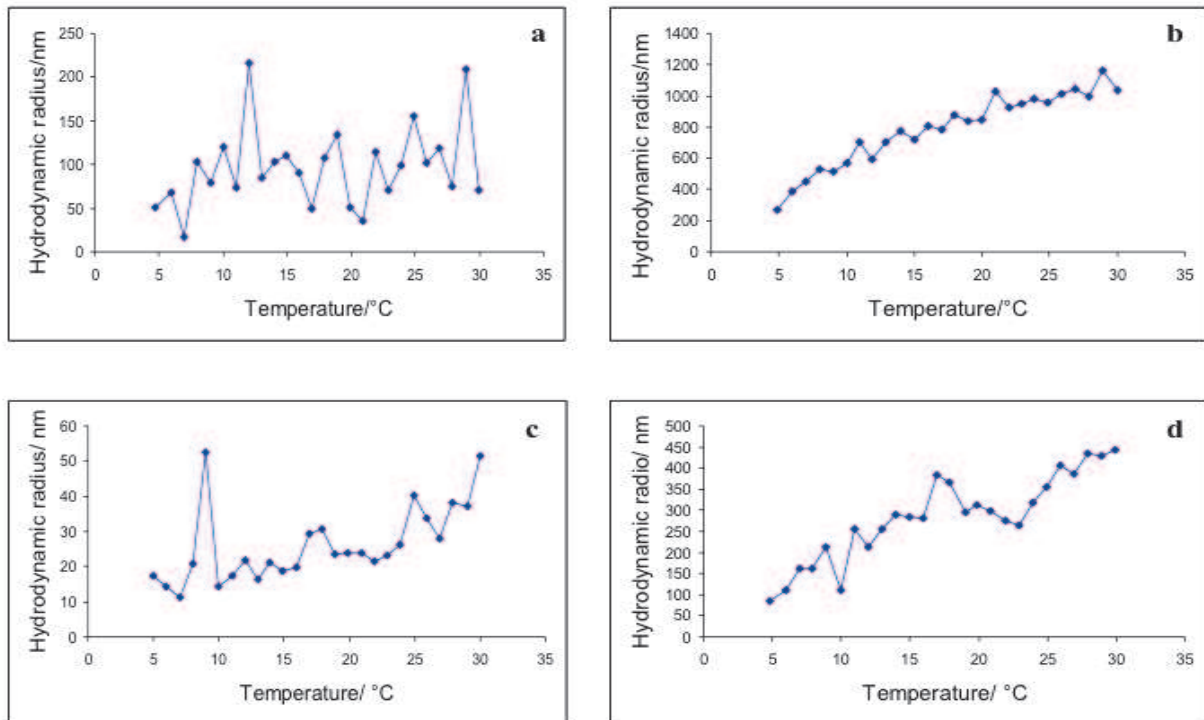 a
Hydrodynamic radius/nm
250
200
150
100
50
0
0 5 10 15 20 25 30 35
Temperature/°C
b
Hydrodynamic radius/nm
1400
1200
1000
800
600
400
200
0
0 5 10 15 20 25 30 35
Temperature/°C
c
Hydrodynamic radius/ nm
60
50
40
30
20
10
0
0 5 10 15 20 25 30 35
Temperature/ °C
d
Hydrodynamic radio/ nm
500
450
400
350
300
250
200
150
100
50
0
0 5 10 15 20 25 30 35
Temperature/ °C